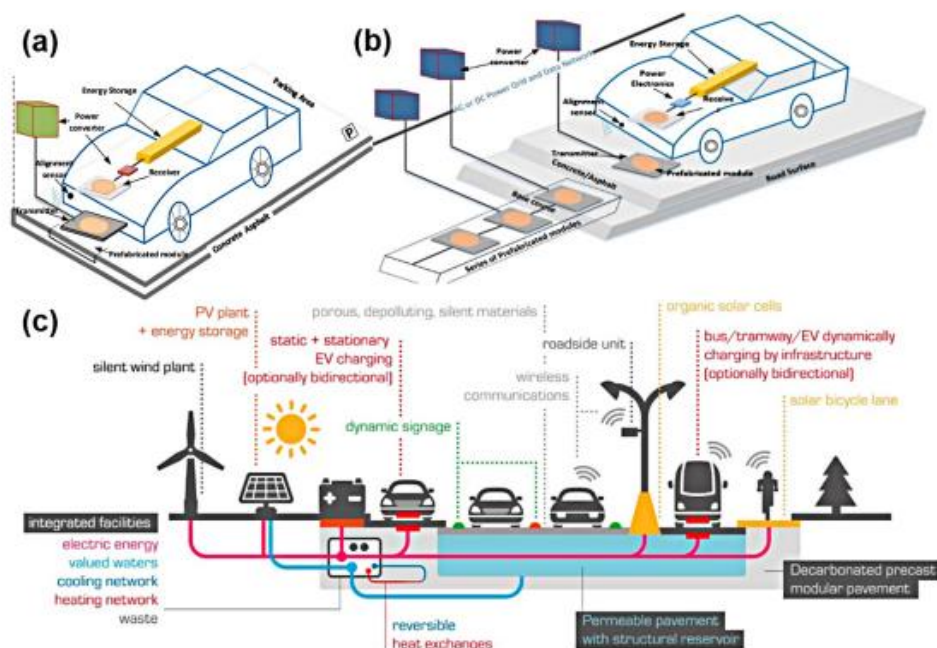 (a)
Power converter
Energy Storage
Parking Area
P
Alignment sensor
Receiver
Transmitter
Prefabricated module
Concrete Asphalt
(b)
Power converter
AC or DC Power Grid and Data Network
Energy Storage
Power Electronics
Alignment sensor
Receive
Transmitter
Prefabricated module
Concrete/Asphalt
Road Surface
Base course
Series of Prefabricated modules
(c)
PV plant
+ energy storage
silent wind plant
static + stationary
EV charging
(optionally bidirectional)
porous, depolluting, silent materials
dynamic signage
wireless
communications
roadside unit
organic solar cells
bus/tramway/EV dynamically
charging by infrastructure
(optionally bidirectional)
solar bicycle lane
integrated facilities
electric energy
valued waters
cooling network
heating network
waste
reversible
heat exchanges
Permeable pavement
with structural reservoir
Decarbonated precast
modular pavement